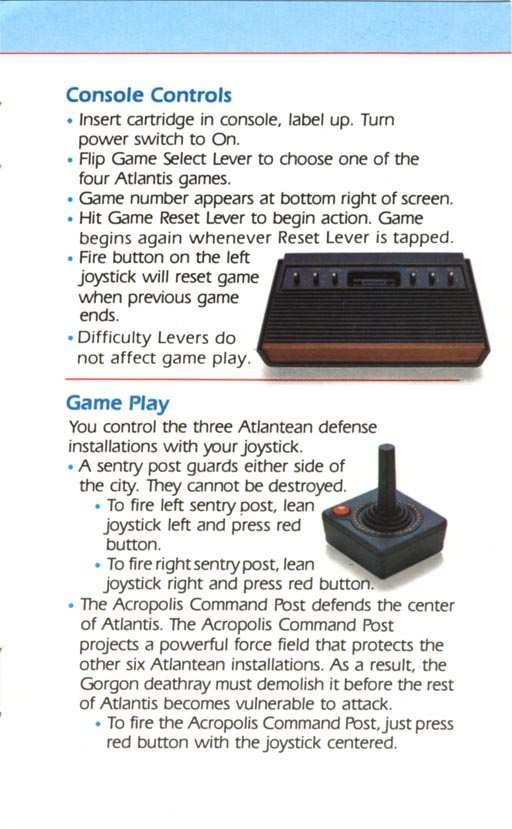 Console Controls
• Insert cartridge in console, label up. Turn
power switch to On.
• Flip Game Select Lever to choose one of the
four Atlantis games.
• Game number appears at bottom right of screen.
• Hit Game Reset Lever to begin action. Game
begins again whenever Reset Lever is tapped.
• Fire button on the left
joystick will reset game
when previous game
ends.
• Difficulty Levers do
not affect game play.
Game Play
You control the three Atlantean defense
installations with your joystick.
• A sentry post guards either side of
the city. They cannot be destroyed.
• To fire left sentry post, lean
joystick left and press red
button.
• To fire right sentry post, lean
joystick right and press red button.
• The Acropolis Command Post defends the center
of Atlantis. The Acropolis Command Post
projects a powerful force field that protects the
other six Atlantean installations. As a result, the
Gorgon deathray must demolish it before the rest
of Atlantis becomes vulnerable to attack.
• To fire the Acropolis Command Post, just press
red button with the joystick centered.